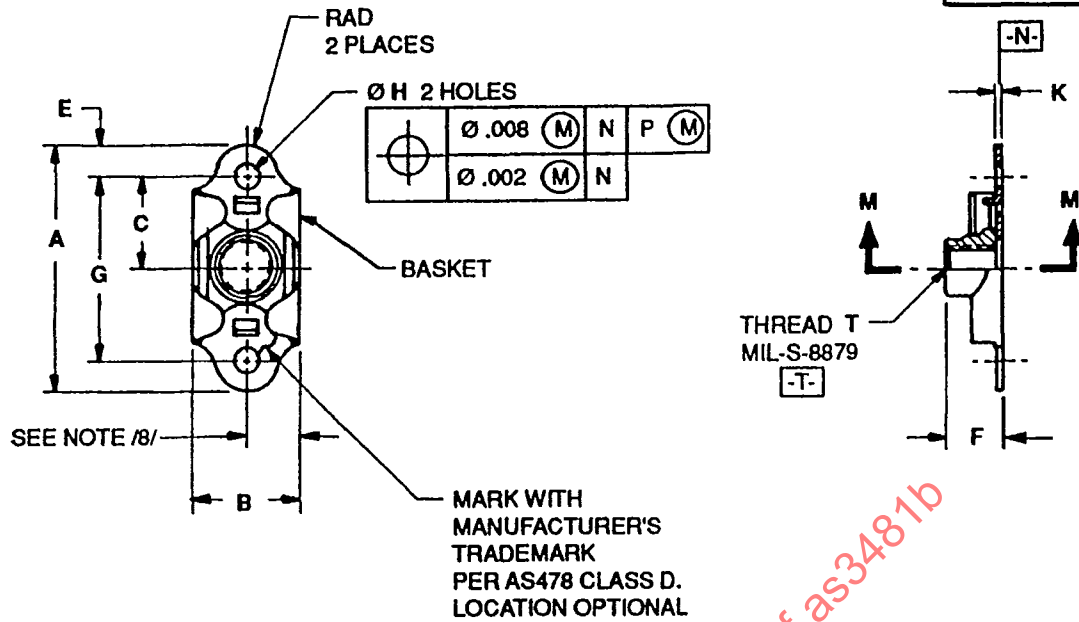 RAD
2 PLACES
-N-
E
Ø H 2 HOLES
K
Ø .008 Ⓜ N P Ⓜ
Ø .002 Ⓜ N
A
G
C
M
M
BASKET
THREAD T
MIL-S-8879
-T-
SEE NOTE /8/
F
B
MARK WITH
MANUFACTURER'S
TRADEMARK
PER AS478 CLASS D.
LOCATION OPTIONAL
f as3481b